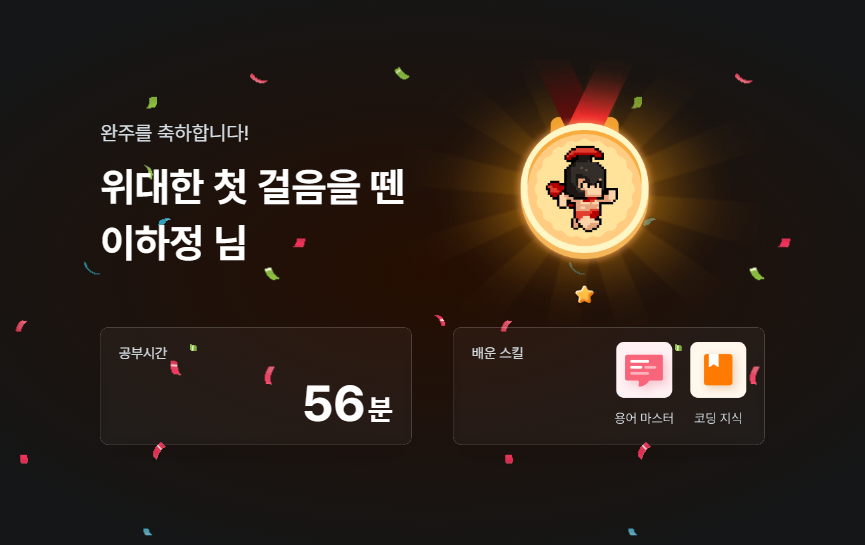 완주를 축하합니다!
위대한 첫 걸음을 뗀
이하정 님
공부시간
56분
배운 스킬
용어 마스터
코딩 지식